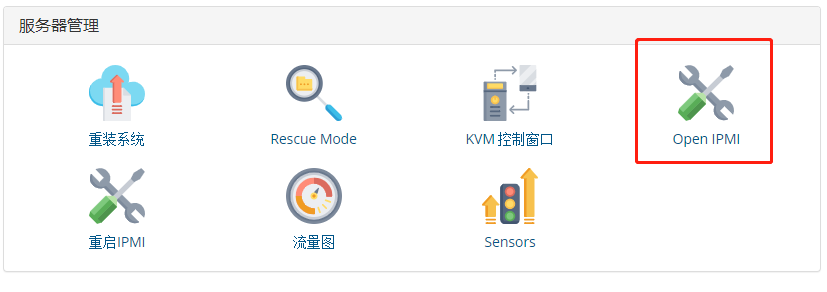 服务器管理
重装系统
Rescue Mode
KVM 控制窗口
Open IPMI
重启IPMI
流量图
Sensors